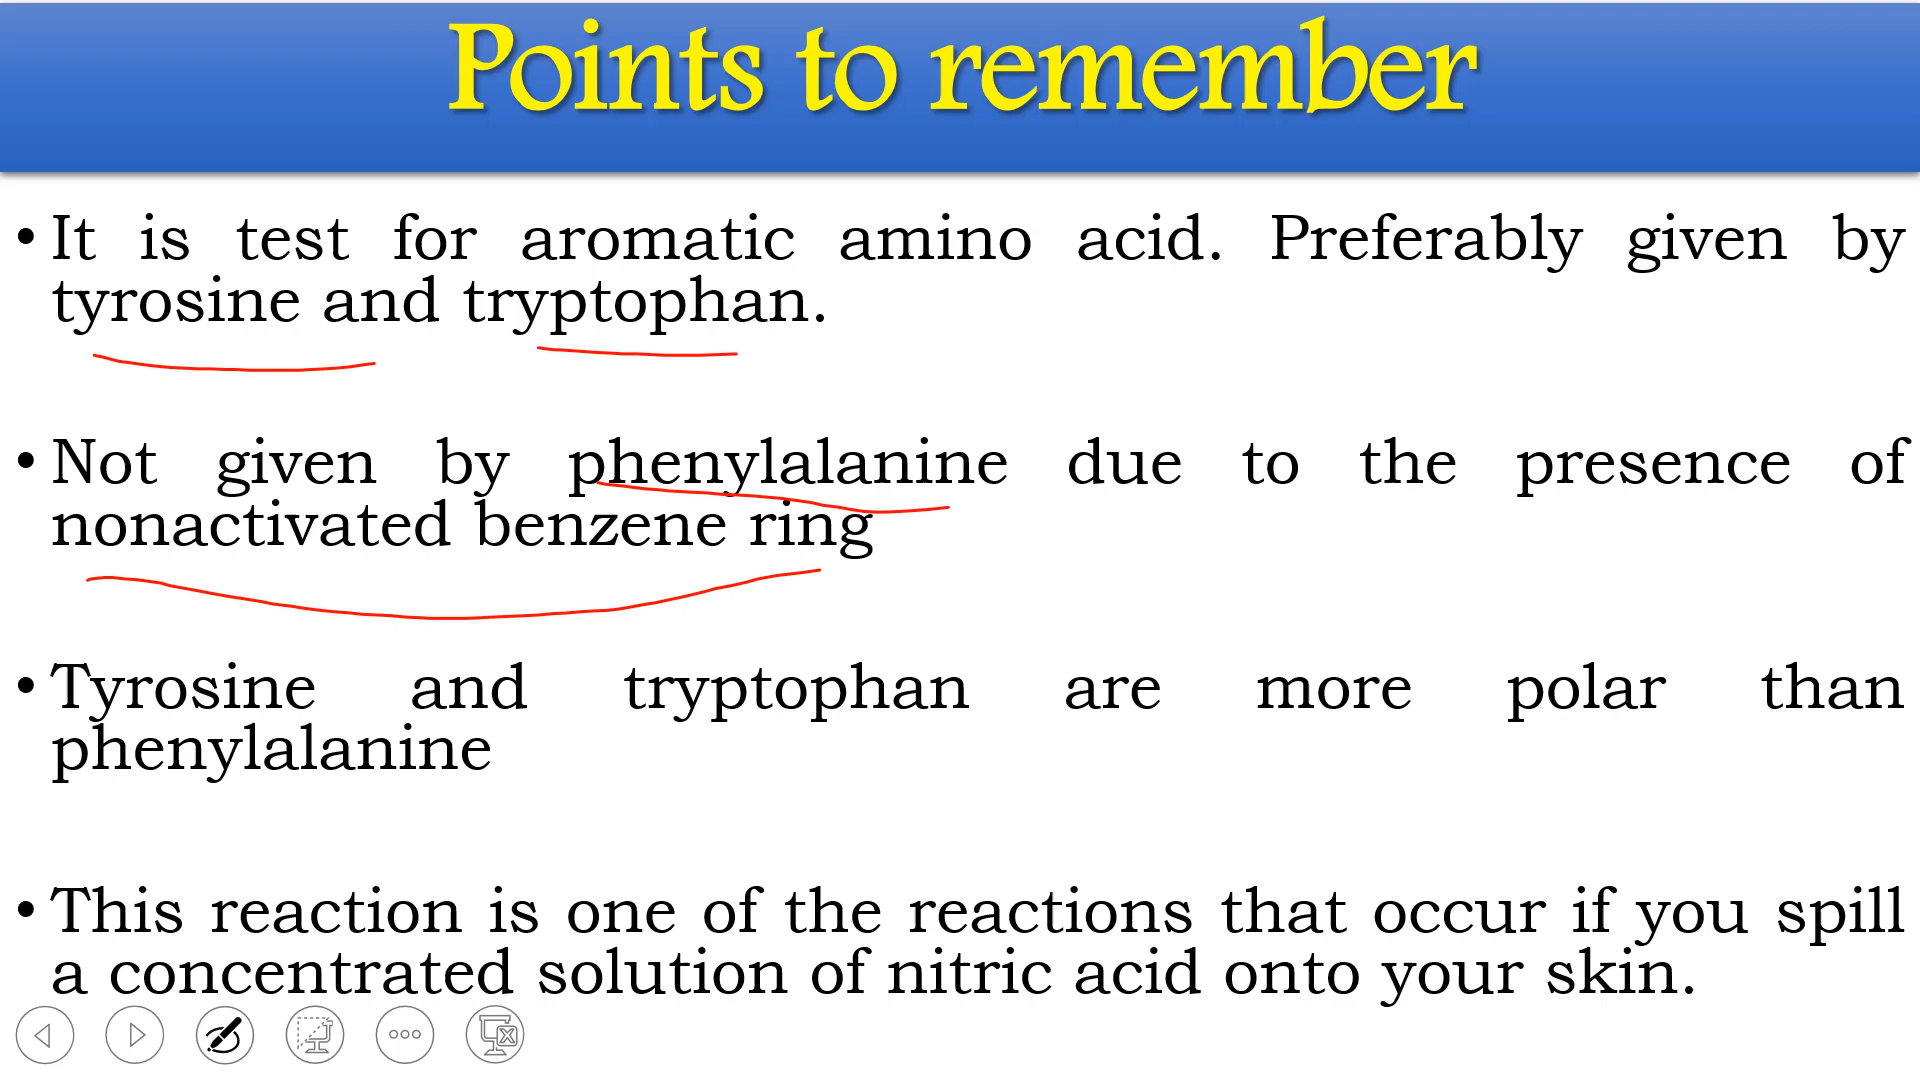 Points to remember
• It is test for aromatic amino acid. Preferably given by
tyrosine and tryptophan.
• Not given by phenylalanine due to the presence of
nonactivated benzene ring
• Tyrosine and tryptophan are more polar than
phenylalanine
• This reaction is one of the reactions that occur if you spill
a concentrated solution of nitric acid onto your skin.